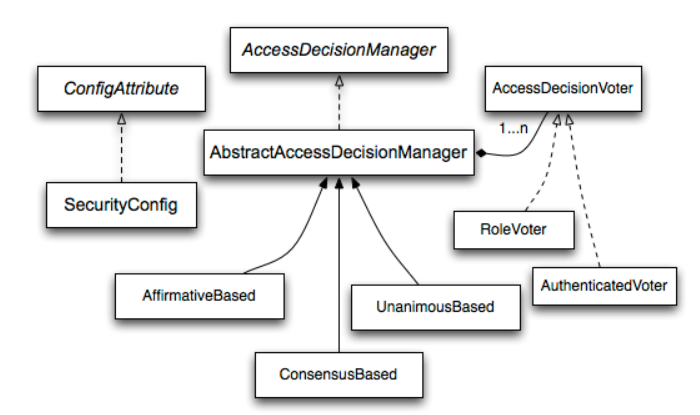 AccessDecisionManager
ConfigAttribute
AccessDecisionVoter
1...n
AbstractAccessDecisionManager
SecurityConfig
RoleVoter
AffirmativeBased
UnanimousBased
AuthenticatedVoter
ConsensusBased